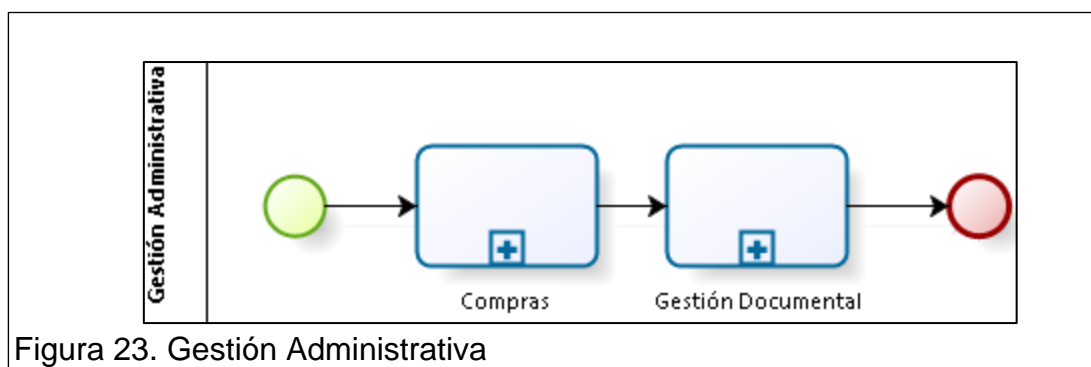 Gestión Administrativa
Compras
Gestión Documental
Figura 23. Gestión Administrativa